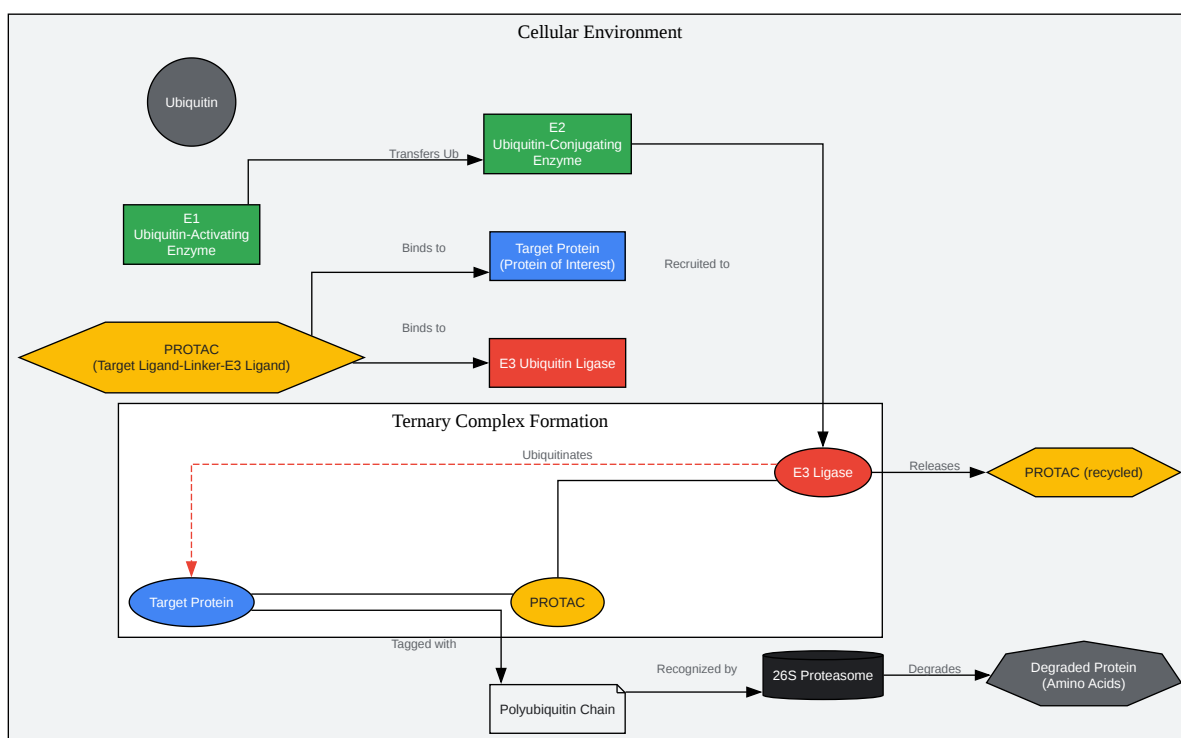 Cellular Environment
Ubiquitin
E2
Ubiquitin-Conjugating
Enzyme
Transfers Ub
E1
Ubiquitin-Activating
Enzyme
Binds to
Target Protein
(Protein of Interest)
Recruited to
Binds to
PROTAC
(Target Ligand-Linker-E3 Ligand)
E3 Ubiquitin Ligase
Ternary Complex Formation
Ubiquitinates
E3 Ligase
Releases
PROTAC (recycled)
Target Protein
PROTAC
Tagged with
Recognized by
26S Proteasome
Degrades
Degraded Protein
(Amino Acids)
Polyubiquitin Chain